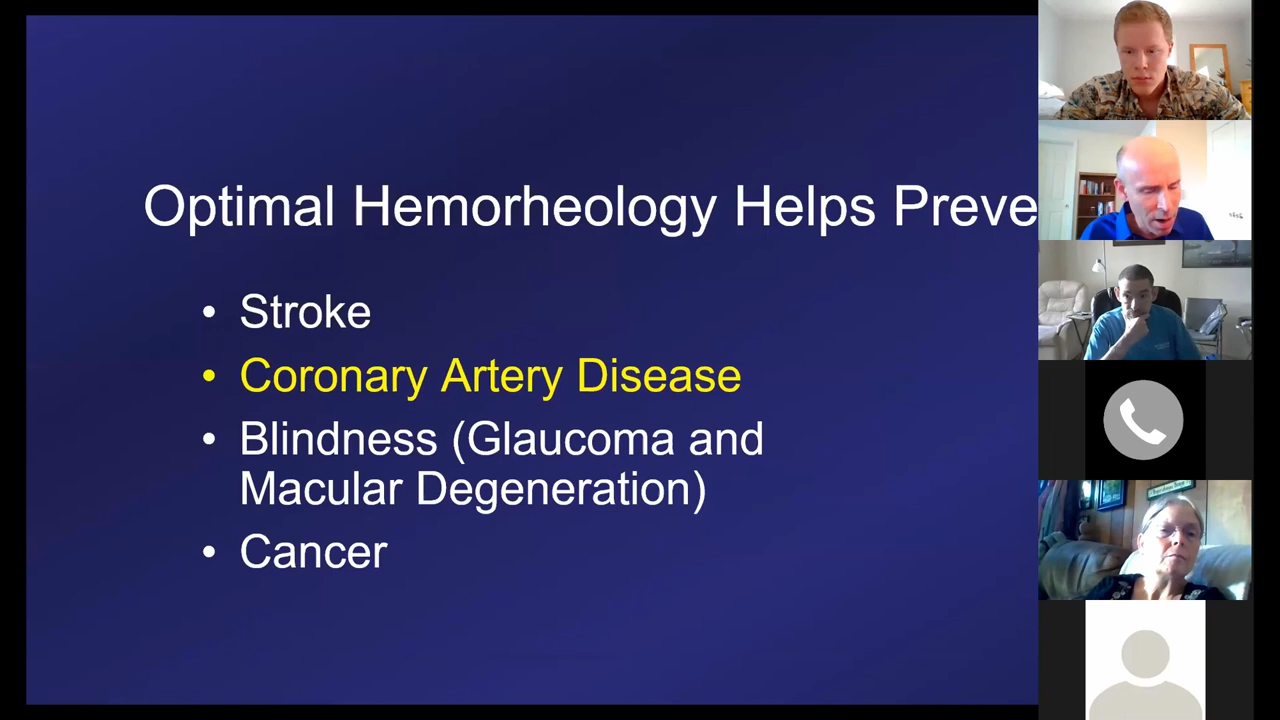 Optimal Hemorheology Helps Preve
• Stroke
• Coronary Artery Disease
• Blindness (Glaucoma and
Macular Degeneration)
• Cancer